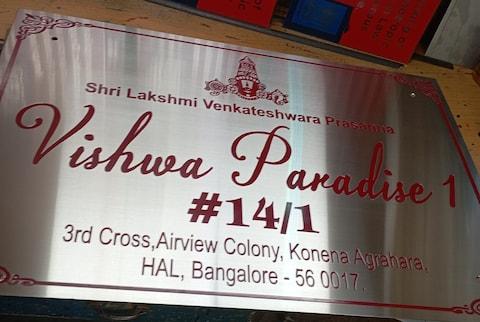 Shri Lakshmi Venkateshwara Prasanna
Vishwa Paradise 1
#14/1
3rd Cross,Airview Colony, Konena Agrahara,
HAL, Bangalore - 56 0017.